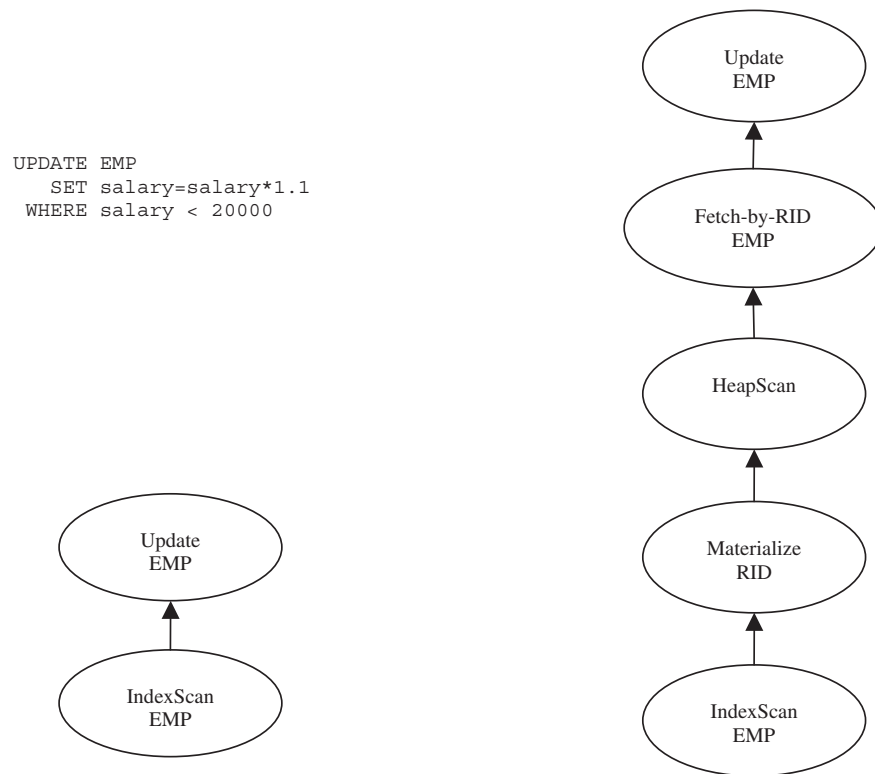 UPDATE EMP
SET salary=salary*1.1
WHERE salary < 20000
Update
EMP
IndexScan
EMP
Update
EMP
Fetch-by-RID
EMP
HeapScan
Materialize
RID
IndexScan
EMP